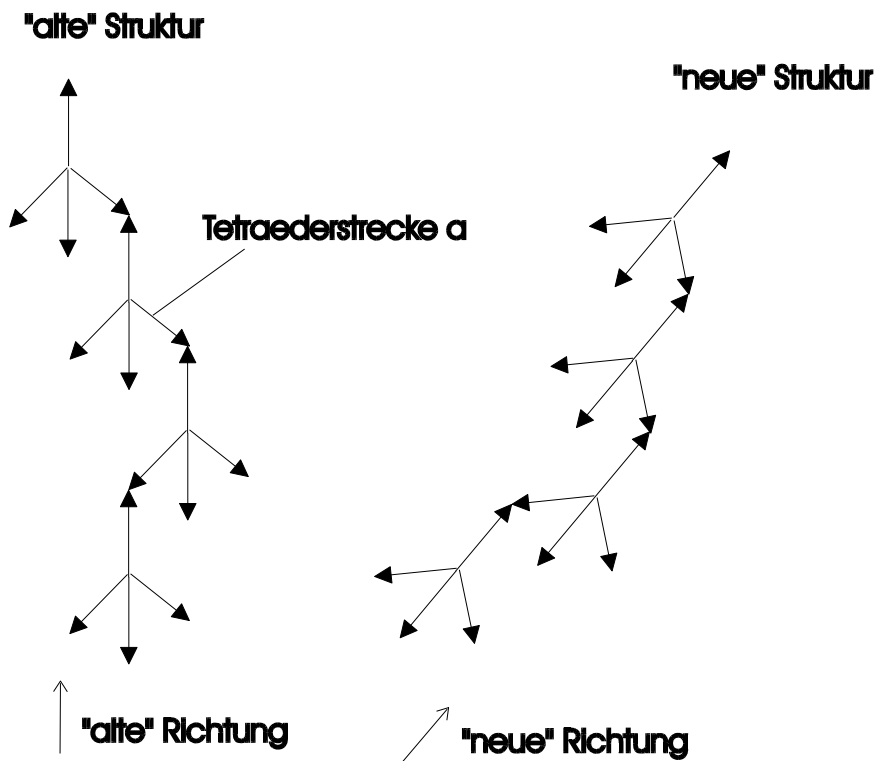 "alte" Struktur
"neue" Struktur
Tetraederstrecke a
"alte" Richtung
"neue" Richtung